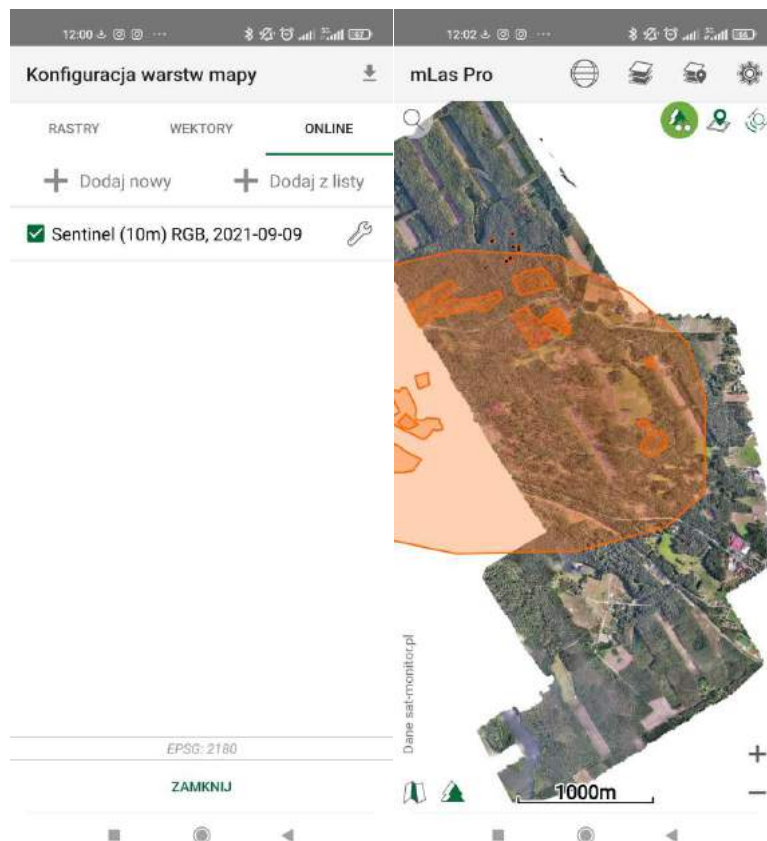 12:00
67
Konfiguracja warstw mapy
RASTRY WEKTORY ONLINE
Dodaj nowy Dodaj z listy
Sentinel (10m) RGB, 2021-09-09
EPSG: 2180
ZAMKNIJ
12:02
mLas Pro
Dane sat-monitor.pl
1000m